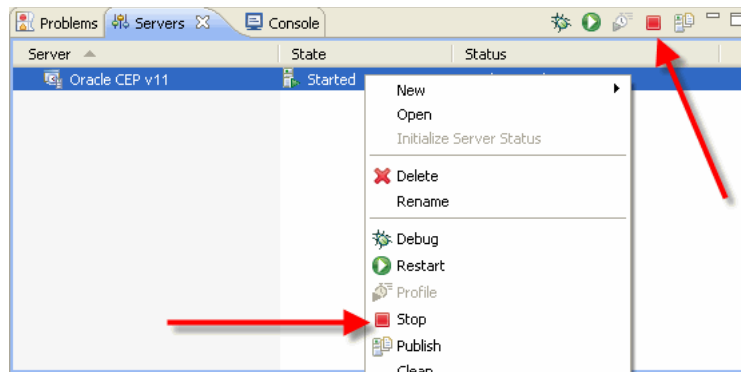 Problems Servers Console
Server State Status
Oracle CEP v11 Started
New
Open
Initialize Server Status
Delete
Rename
Debug
Restart
Profile
Stop
Publish
Clean